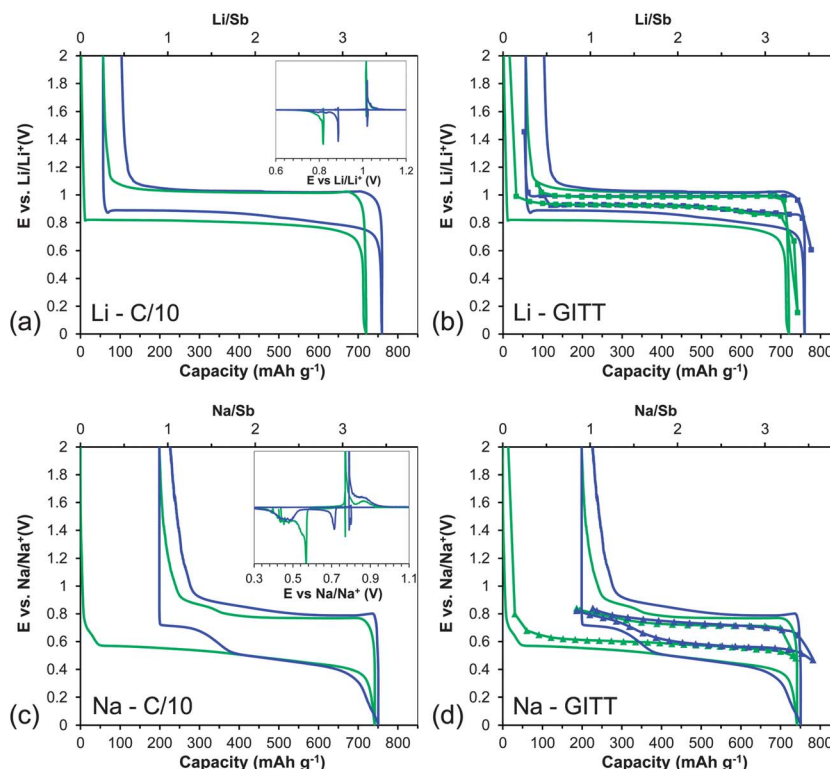 Li/Sb
0 1 2 3
2
1.8
1.6
1.4
1.2
1
0.8
0.6
0.4
0.2
0
E vs. Li/Li⁺(V)
0.6 0.8 1.0 1.2
E vs Li/Li⁺ (V)
(a) Li - C/10
0 100 200 300 400 500 600 700 800
Capacity (mAh g⁻¹)
Li/Sb
0 1 2 3
2
1.8
1.6
1.4
1.2
1
0.8
0.6
0.4
0.2
0
E vs. Li/Li⁺(V)
(b) Li - GITT
0 100 200 300 400 500 600 700 800
Capacity (mAh g⁻¹)
Na/Sb
0 1 2 3
2
1.8
1.6
1.4
1.2
1
0.8
0.6
0.4
0.2
0
E vs. Na/Na⁺(V)
0.3 0.5 0.7 0.9 1.1
E vs Na/Na⁺ (V)
(c) Na - C/10
0 100 200 300 400 500 600 700 800
Capacity (mAh g⁻¹)
Na/Sb
0 1 2 3
2
1.8
1.6
1.4
1.2
1
0.8
0.6
0.4
0.2
0
E vs. Na/Na⁺(V)
(d) Na - GITT
0 100 200 300 400 500 600 700 800
Capacity (mAh g⁻¹)